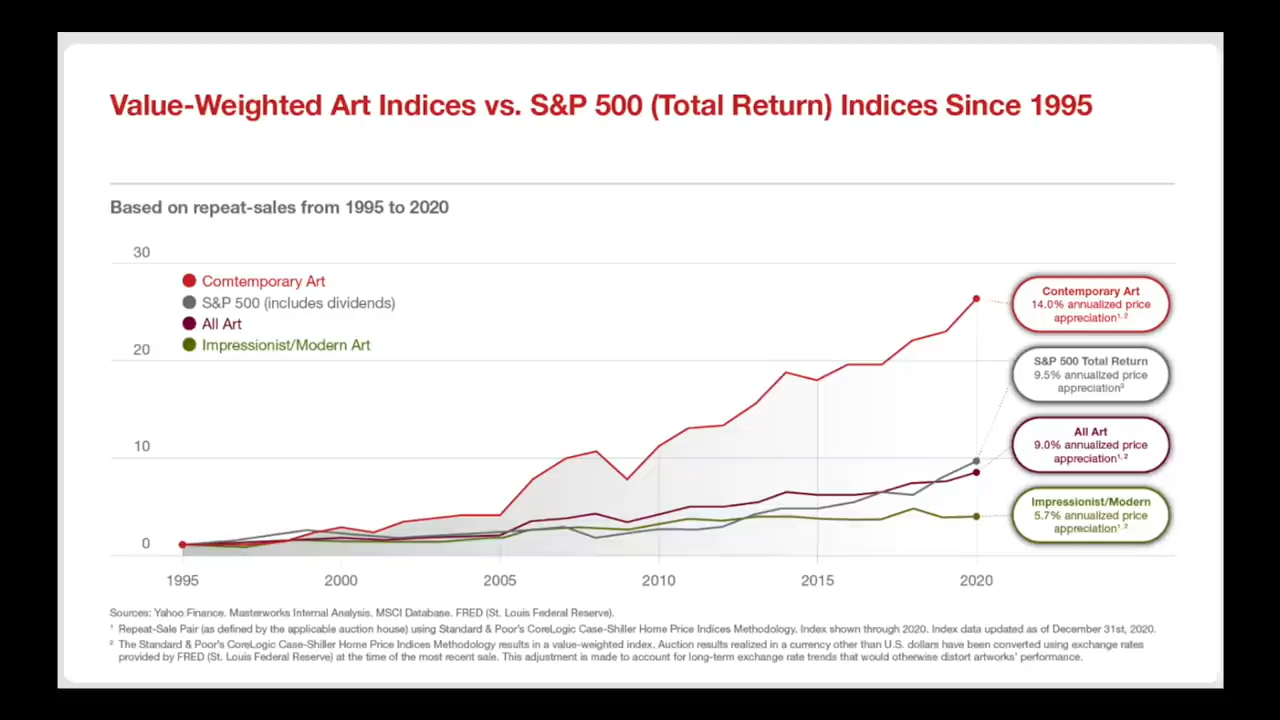 Value-Weighted Art Indices vs. S&P 500 (Total Return) Indices Since 1995
Based on repeat-sales from 1995 to 2020
30
20
10
0
Comtemporary Art
S&P 500 (includes dividends)
All Art
Impressionist/Modern Art
1995
2000
2005
2010
2015
2020
Contemporary Art
14.0% annualized price
appreciation¹,²
S&P 500 Total Return
9.5% annualized price
appreciation³
All Art
9.0% annualized price
appreciation¹,²
Impressionist/Modern
5.7% annualized price
appreciation¹,²
Sources: Yahoo Finance. Masterworks Internal Analysis. MSCI Database. FRED (St. Louis Federal Reserve).
¹ Repeat-Sale Pair (as defined by the applicable auction house) using Standard & Poor's CoreLogic Case-Shiller Home Price Indices Methodology. Index shown through 2020. Index data updated as of December 31st, 2020.
² The Standard & Poor's CoreLogic Case-Shiller Home Price Indices Methodology results in a value-weighted index. Auction results realized in a currency other than U.S. dollars have been converted using exchange rates
provided by FRED (St. Louis Federal Reserve) at the time of the most recent sale. This adjustment is made to account for long-term exchange rate trends that would otherwise distort artworks' performance.